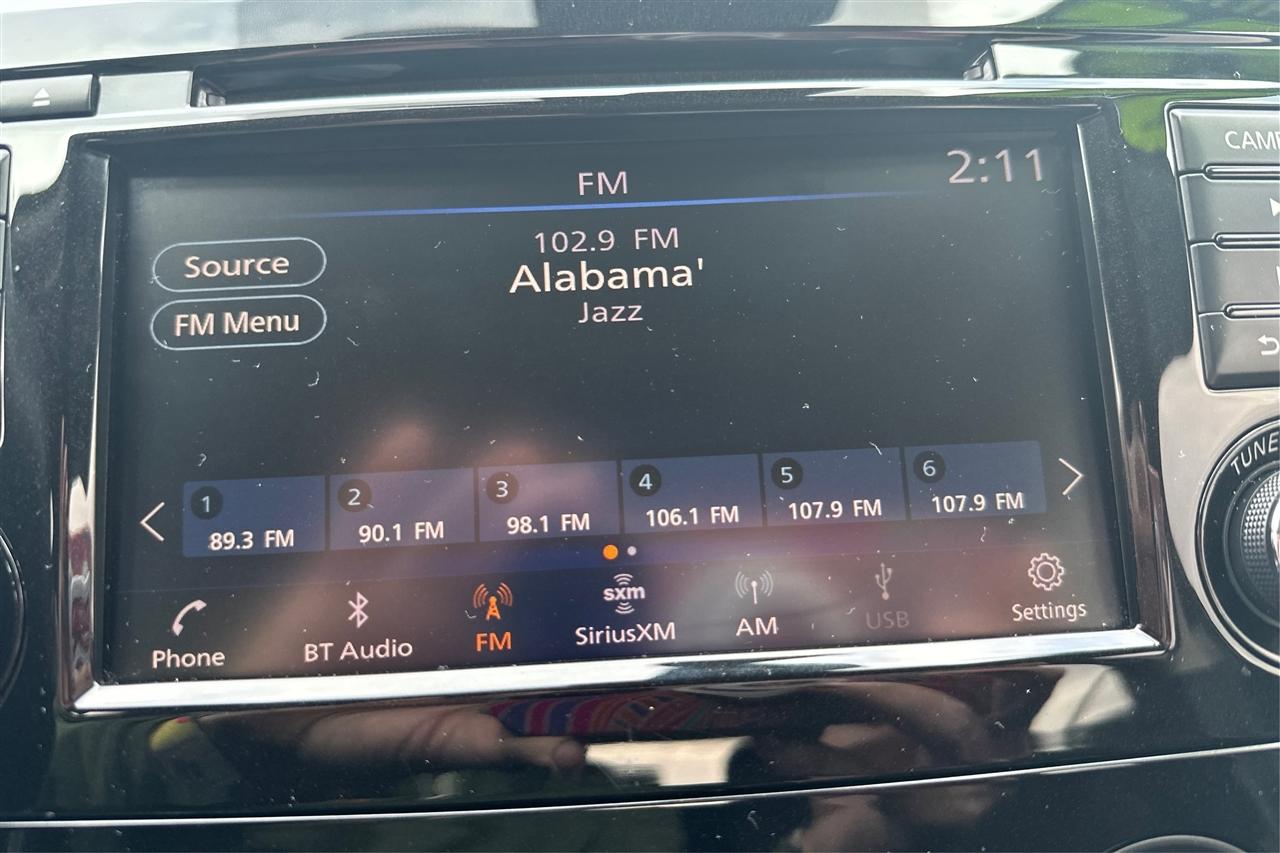 FM
2:11
CAM
102.9 FM
Alabama'
Jazz
Source
FM Menu
1
89.3 FM
2
90.1 FM
3
98.1 FM
4
106.1 FM
5
107.9 FM
6
107.9 FM
Phone
BT Audio
FM
sxm
SiriusXM
AM
USB
Settings
TUNE